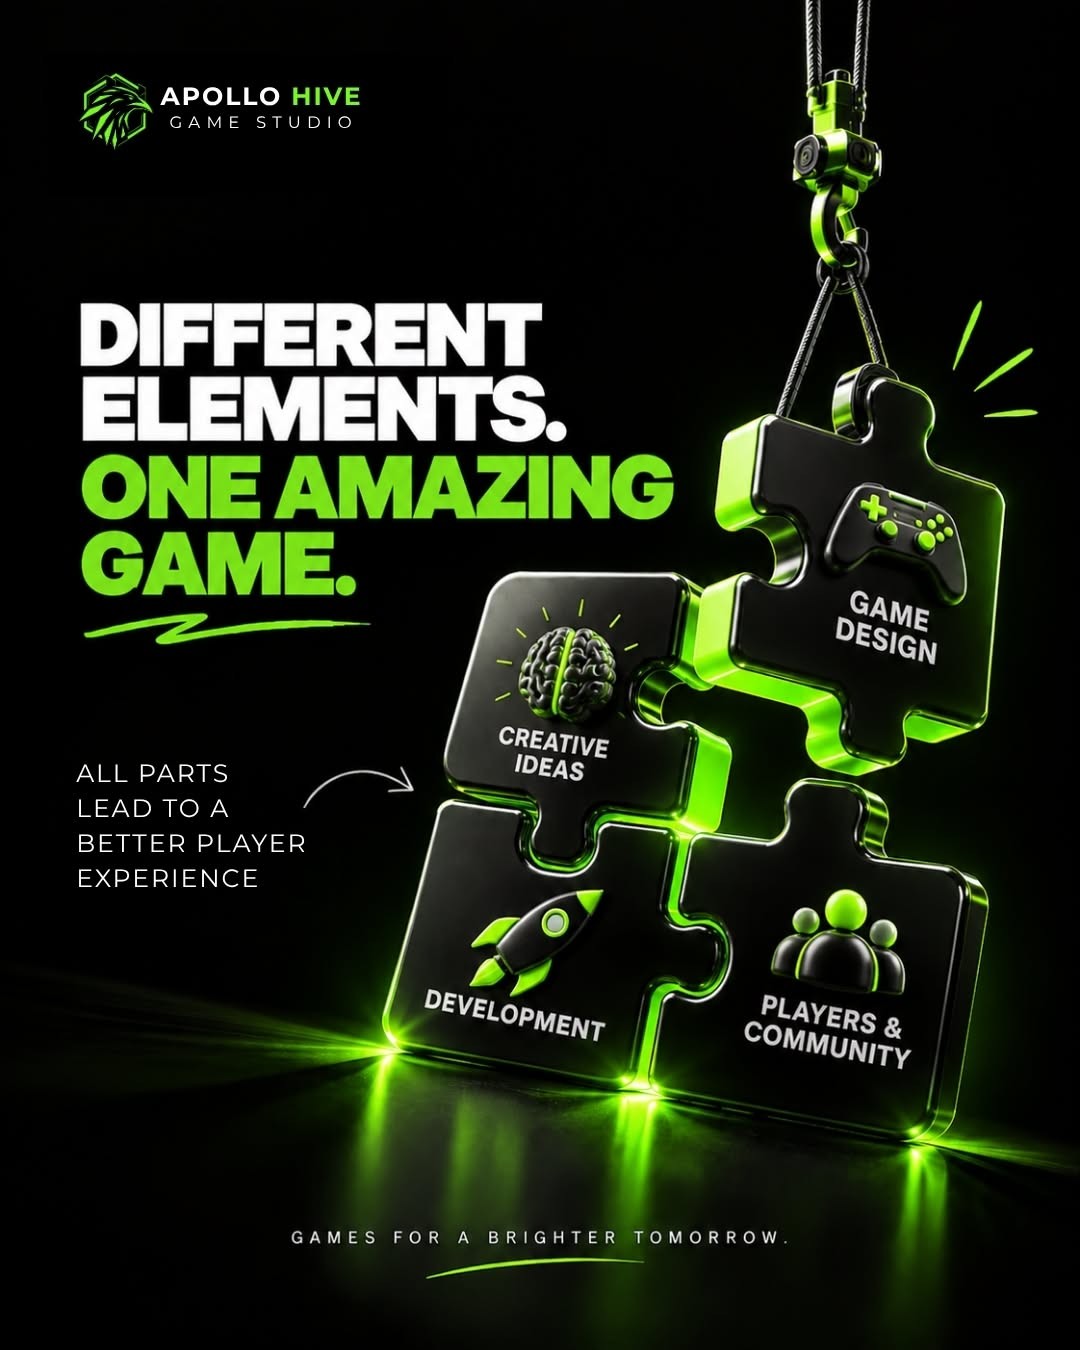 APOLLO HIVE
GAME STUDIO
DIFFERENT
ELEMENTS.
ONE AMAZING
GAME.
GAME
DESIGN
CREATIVE
IDEAS
ALL PARTS
LEAD TO A
BETTER PLAYER
EXPERIENCE
DEVELOPMENT
PLAYERS &
COMMUNITY
GAMES FOR A BRIGHTER TOMORROW.